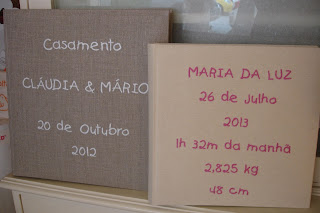 Casamento
CLÁUDIA & MÁRIO
20 de Outubro
2012
MARIA DA LUZ
26 de Julho
2013
1h 32m da manhã
2,825 kg
48 cm